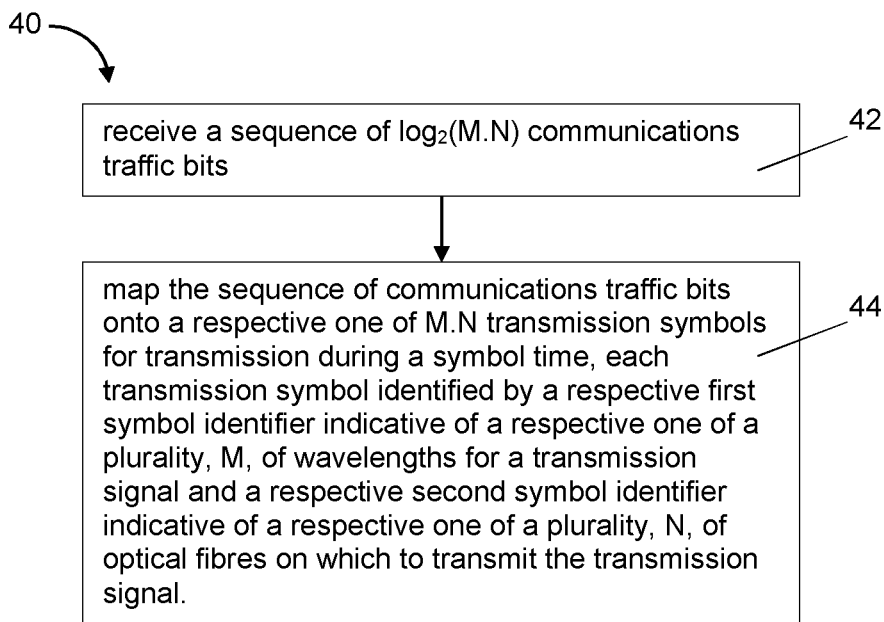 40
receive a sequence of log₂(M.N) communications
traffic bits
42
map the sequence of communications traffic bits
onto a respective one of M.N transmission symbols
for transmission during a symbol time, each
transmission symbol identified by a respective first
symbol identifier indicative of a respective one of a
plurality, M, of wavelengths for a transmission
signal and a respective second symbol identifier
indicative of a respective one of a plurality, N, of
optical fibres on which to transmit the transmission
signal.
44